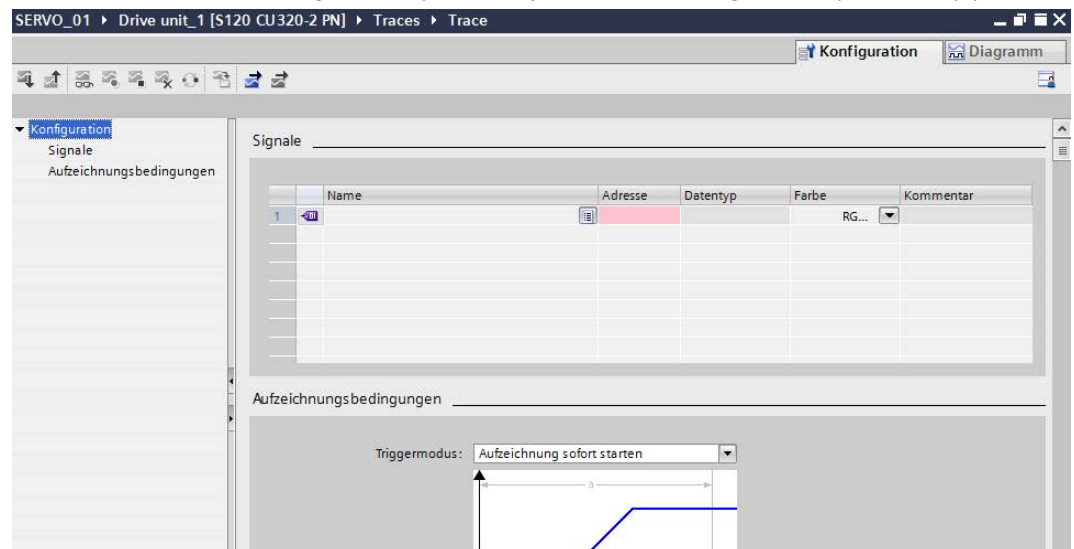 SERVO_01 ▸ Drive unit_1 [S120 CU320-2 PN] ▸ Traces ▸ Trace
Konfiguration Diagramm
Konfiguration
Signale
Aufzeichnungsbedingungen
Signale
Name Adresse Datentyp Farbe Kommentar
1 RG...
Aufzeichnungsbedingungen
Triggermodus: Aufzeichnung sofort starten
a